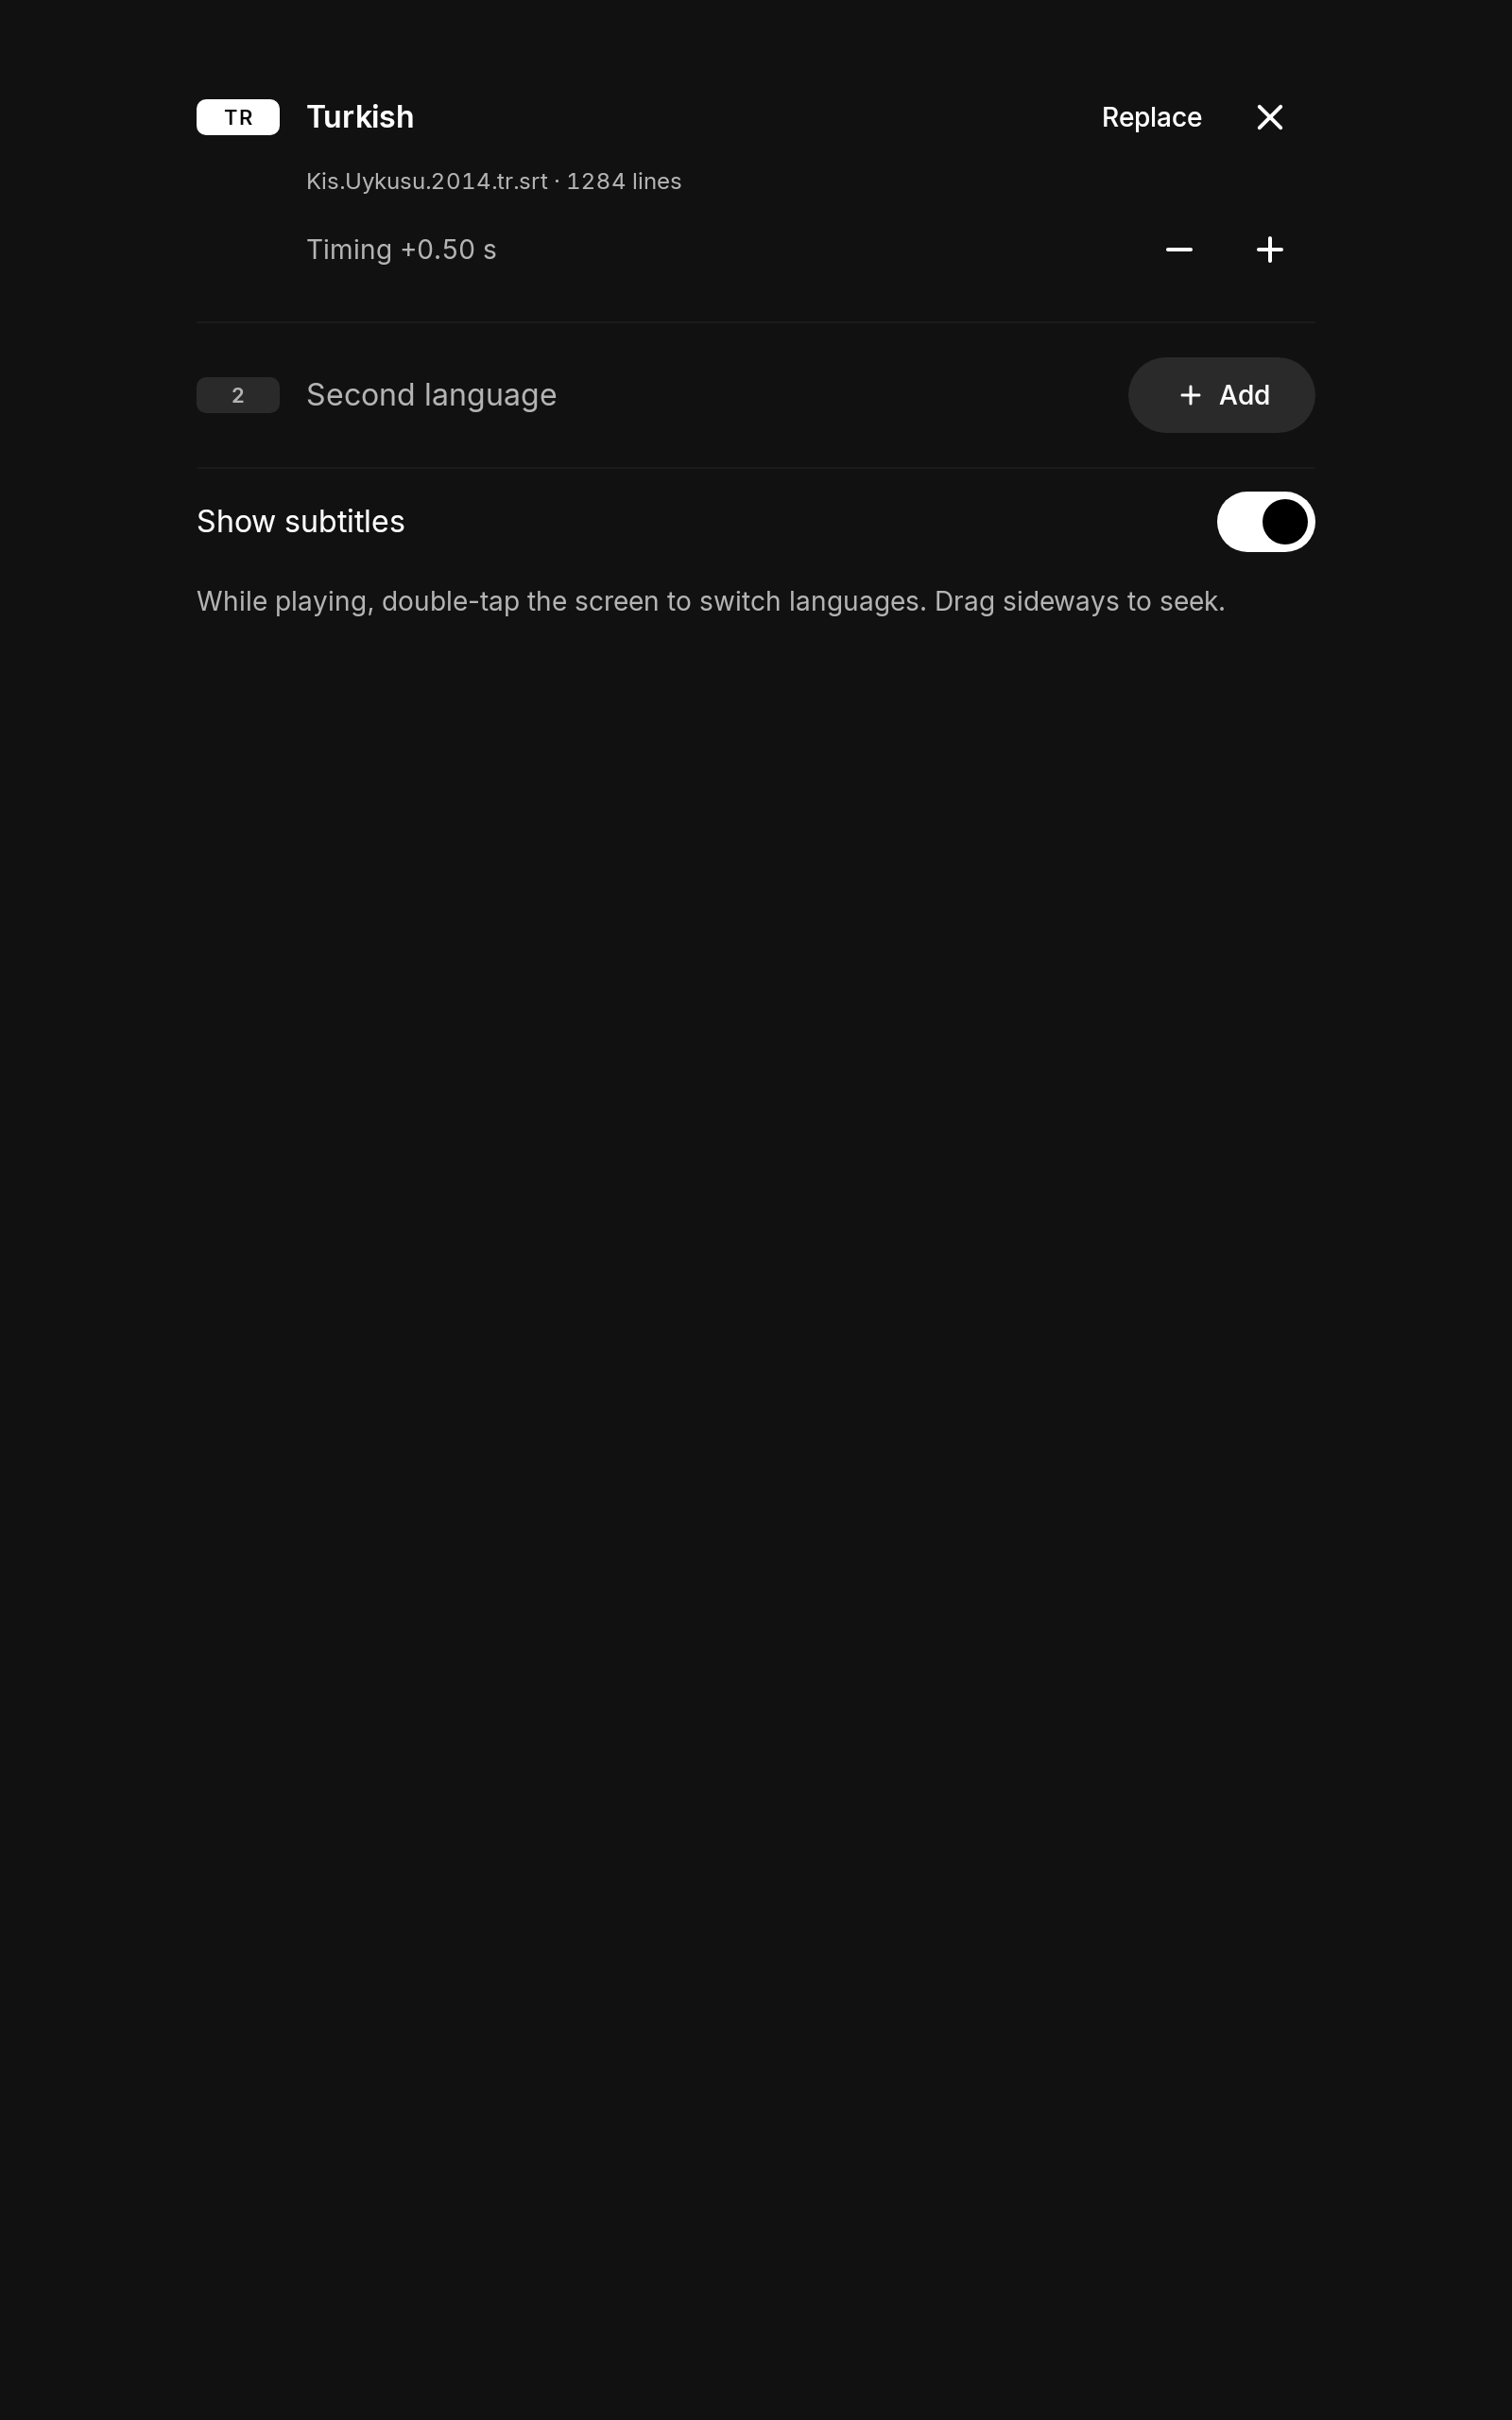 TR Turkish Replace
Kis.Uykusu.2014.tr.srt · 1284 lines
Timing +0.50 s
2 Second language + Add
Show subtitles
While playing, double-tap the screen to switch languages. Drag sideways to seek.